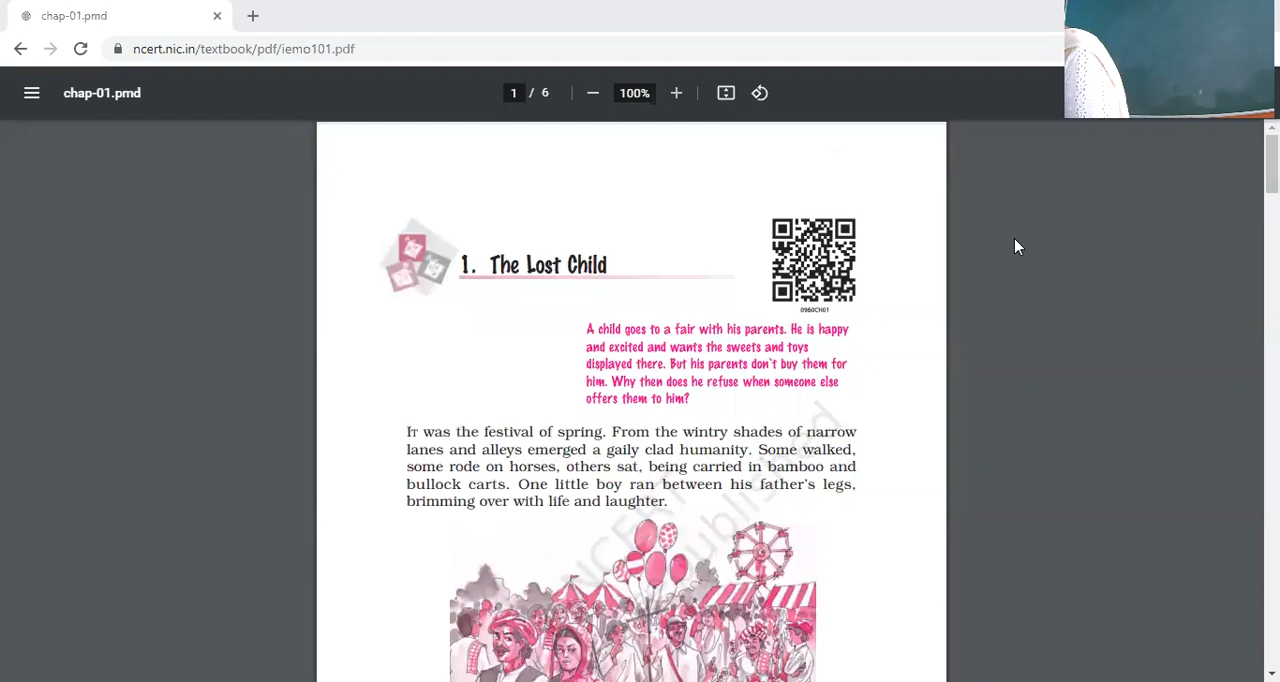 chap-01.pmd
ncert.nic.in/textbook/pdf/iemo101.pdf
chap-01.pmd
1 / 6
100%
1. The Lost Child
0960CH01
A child goes to a fair with his parents. He is happy
and excited and wants the sweets and toys
displayed there. But his parents don't buy them for
him. Why then does he refuse when someone else
offers them to him?
IT was the festival of spring. From the wintry shades of narrow
lanes and alleys emerged a gaily clad humanity. Some walked,
some rode on horses, others sat, being carried in bamboo and
bullock carts. One little boy ran between his father's legs,
brimming over with life and laughter.
NCERT
published